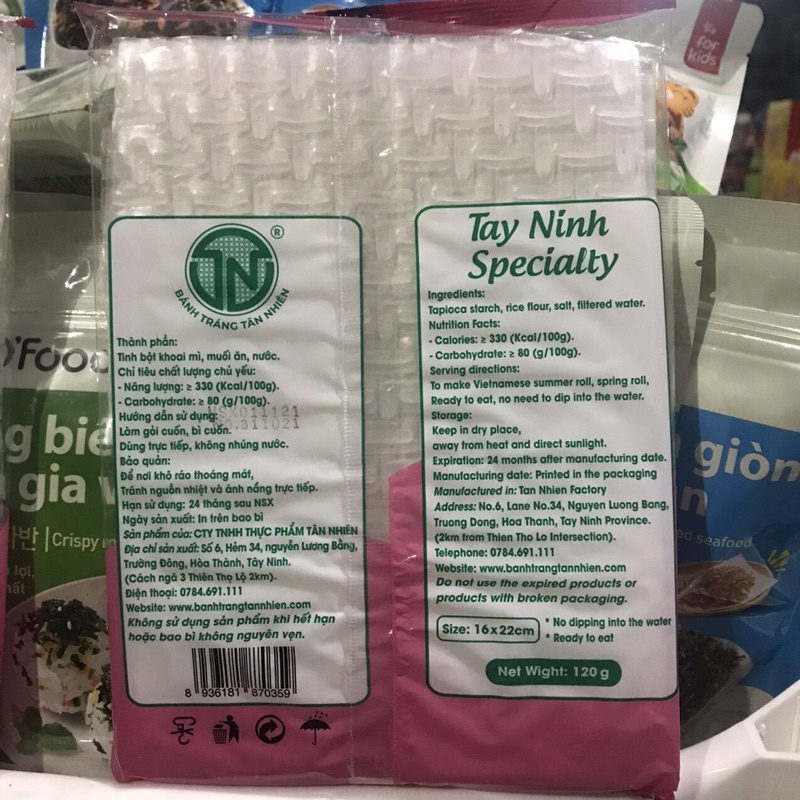 for
kids
®
TN
BÁNH TRÁNG TÂN NHIÊN
Thành phần:
Tinh bột khoai mì, muối ăn, nước.
Chỉ tiêu chất lượng chủ yếu:
- Năng lượng: ≥ 330 (Kcal/100g).
- Carbohydrate: ≥ 80 (g/100g).
Hướng dẫn sử dụng:
NSX011121
No.311021
Làm gỏi cuốn, bì cuốn.
Dùng trực tiếp, không nhúng nước.
Bảo quản:
Để nơi khô ráo thoáng mát,
Tránh nguồn nhiệt và ánh nắng trực tiếp.
Hạn sử dụng: 24 tháng sau NSX
Ngày sản xuất: In trên bao bì
Sản phẩm của: CTY TNHH THỰC PHẨM TÂN NHIÊN
Địa chỉ sản xuất: Số 6, Hẻm 34, nguyễn Lương Bằng,
Trường Đông, Hòa Thành, Tây Ninh.
(Cách ngã 3 Thiên Thọ Lộ 2km).
Điện thoại: 0784.691.111
Website: www.banhtrangtannhien.com
Không sử dụng sản phẩm khi hết hạn
hoặc bao bì không nguyên vẹn.
8 936181 870359
Tay Ninh
Specialty
Ingredients:
Tapioca starch, rice flour, salt, filtered water.
Nutrition Facts:
- Calories: ≥ 330 (Kcal/100g).
- Carbohydrate: ≥ 80 (g/100g).
Serving directions:
To make Vietnamese summer roll, spring roll,
Ready to eat, no need to dip into the water.
Storage:
Keep in dry place,
away from heat and direct sunlight.
Expiration: 24 months after manufacturing date.
Manufacturing date: Printed in the packaging
Manufactured in: Tan Nhien Factory
Address: No.6, Lane No.34, Nguyen Luong Bang,
Truong Dong, Hoa Thanh, Tay Ninh Province.
(2km from Thien Tho Lo Intersection).
Telephone: 0784.691.111
Website: www.banhtrangtannhien.com
Do not use the expired products or
products with broken packaging.
Size: 16x22cm
* No dipping into the water
* Ready to eat
Net Wight: 120 g
O'Food
biể
gia
Crispy
giòn
seafood